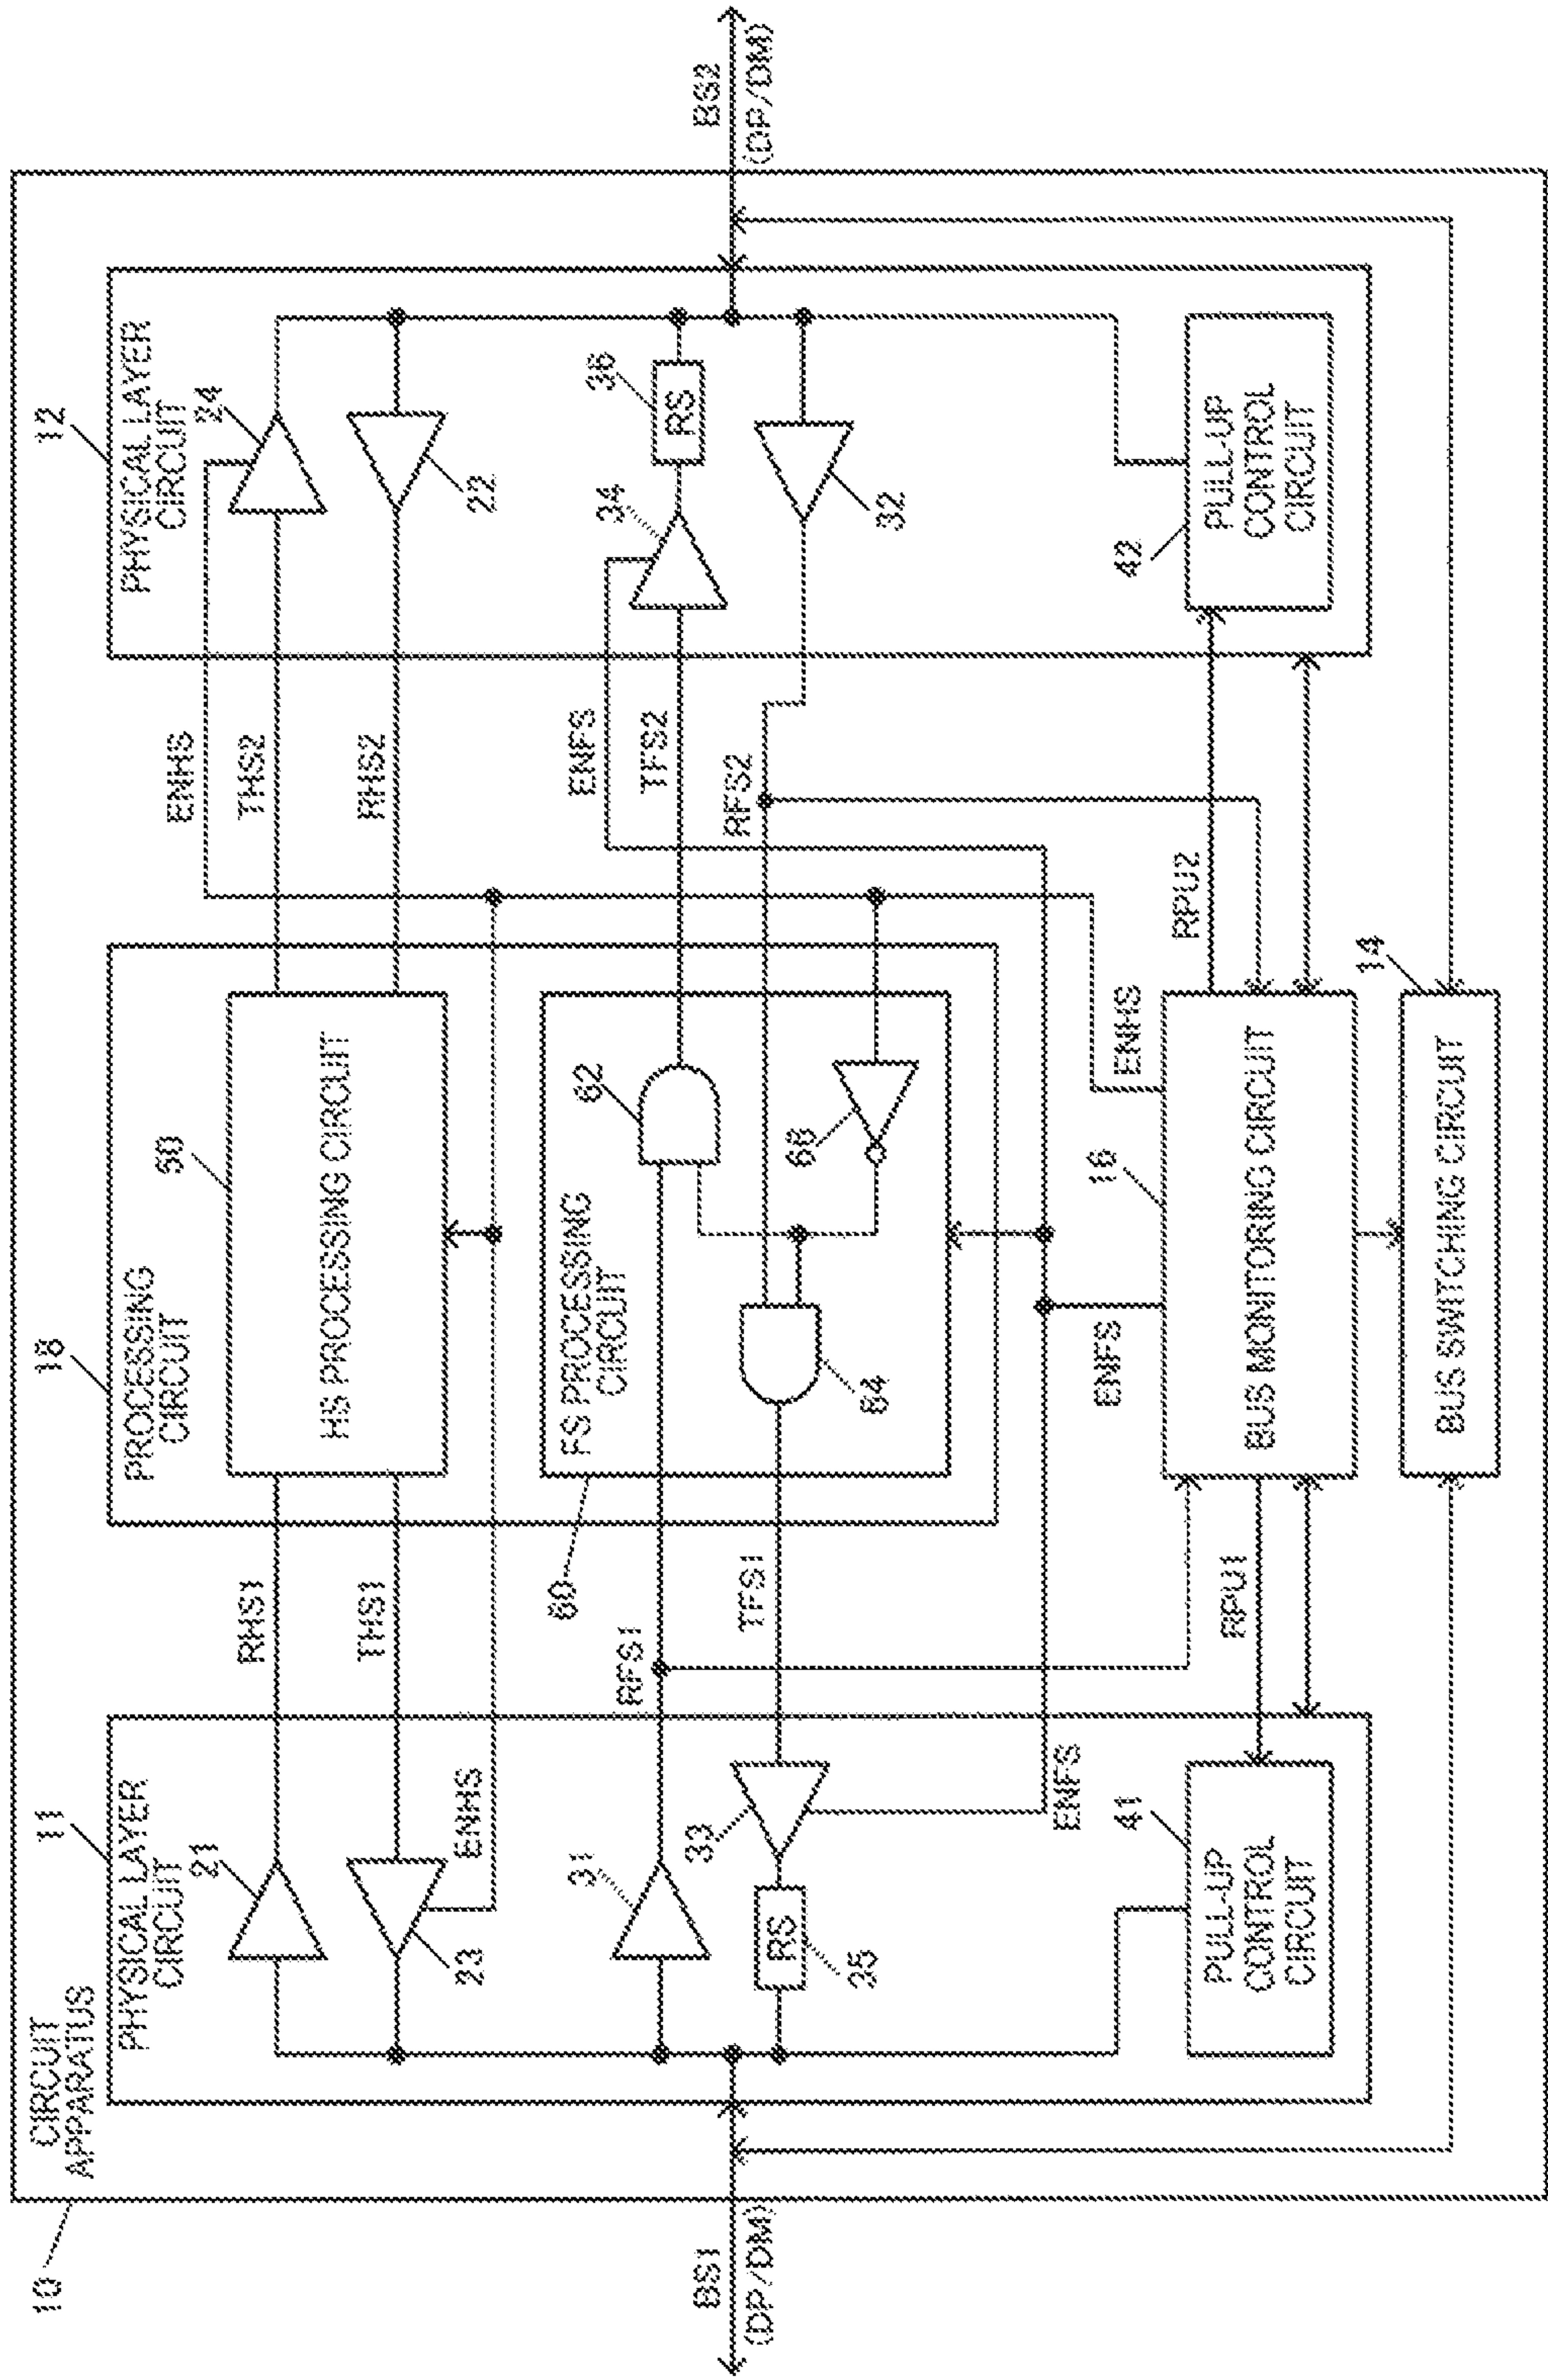 CIRCUIT
APPARATUS
10
11
PHYSICAL LAYER
CIRCUIT
21
23
ENHS
31
33
RS
35
ENFS
41
PULL-UP
CONTROL
CIRCUIT
BS1
(DP/DM)
RHS1
THS1
RFS1
TFS1
RPU1
18
PROCESSING
CIRCUIT
50
HS PROCESSING CIRCUIT
60
FS PROCESSING
CIRCUIT
62
64
68
ENFS
ENHS
16
BUS MONITORING CIRCUIT
14
BUS SWITCHING CIRCUIT
ENHS
THS2
RHS2
ENFS
TFS2
RFS2
RPU2
12
PHYSICAL LAYER
CIRCUIT
24
22
34
36
RS
32
42
PULL-UP
CONTROL
CIRCUIT
BS2
(DP/DM)